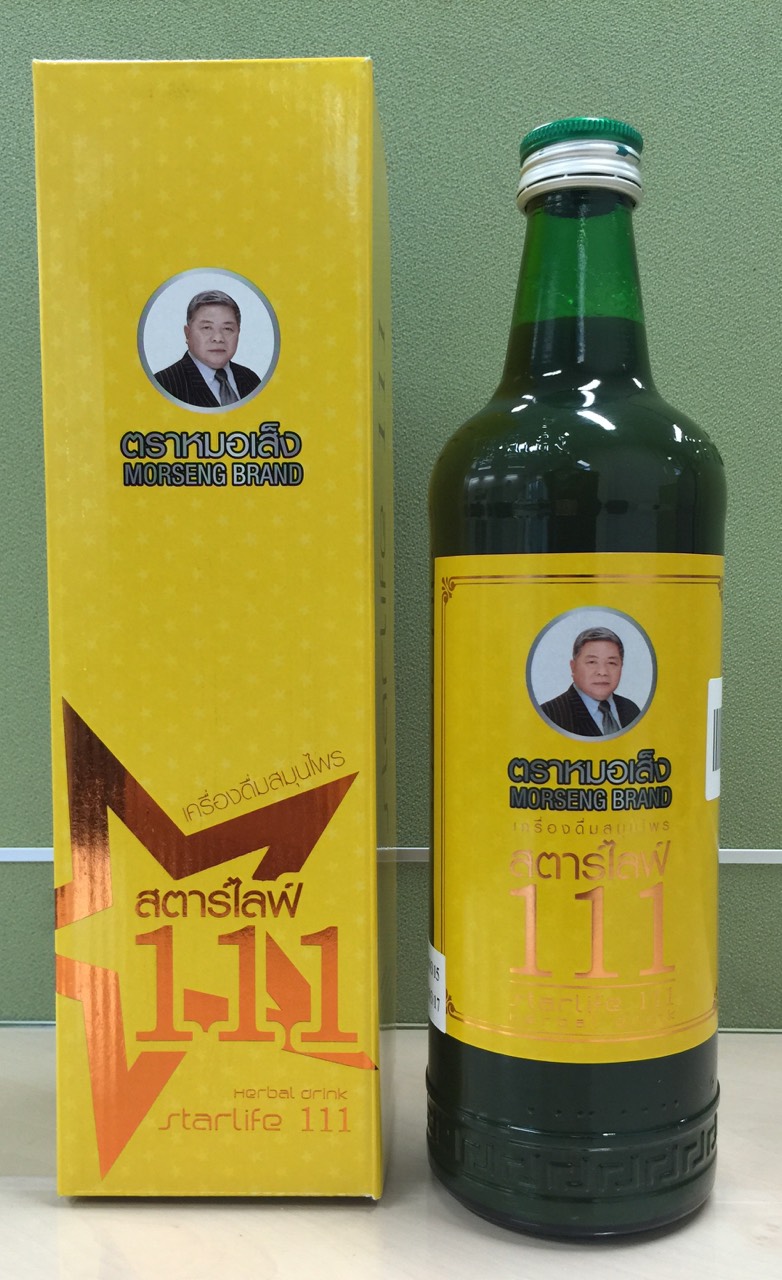 ตราหมอเส็ง
MORSENG BRAND
เครื่องดื่มสมุนไพร
สตาร์ไลฟ์
111
Herbal drink
starlife 111
ตราหมอเส็ง
MORSENG BRAND
เครื่องดื่มสมุนไพร
สตาร์ไลฟ์
111
starlife 111